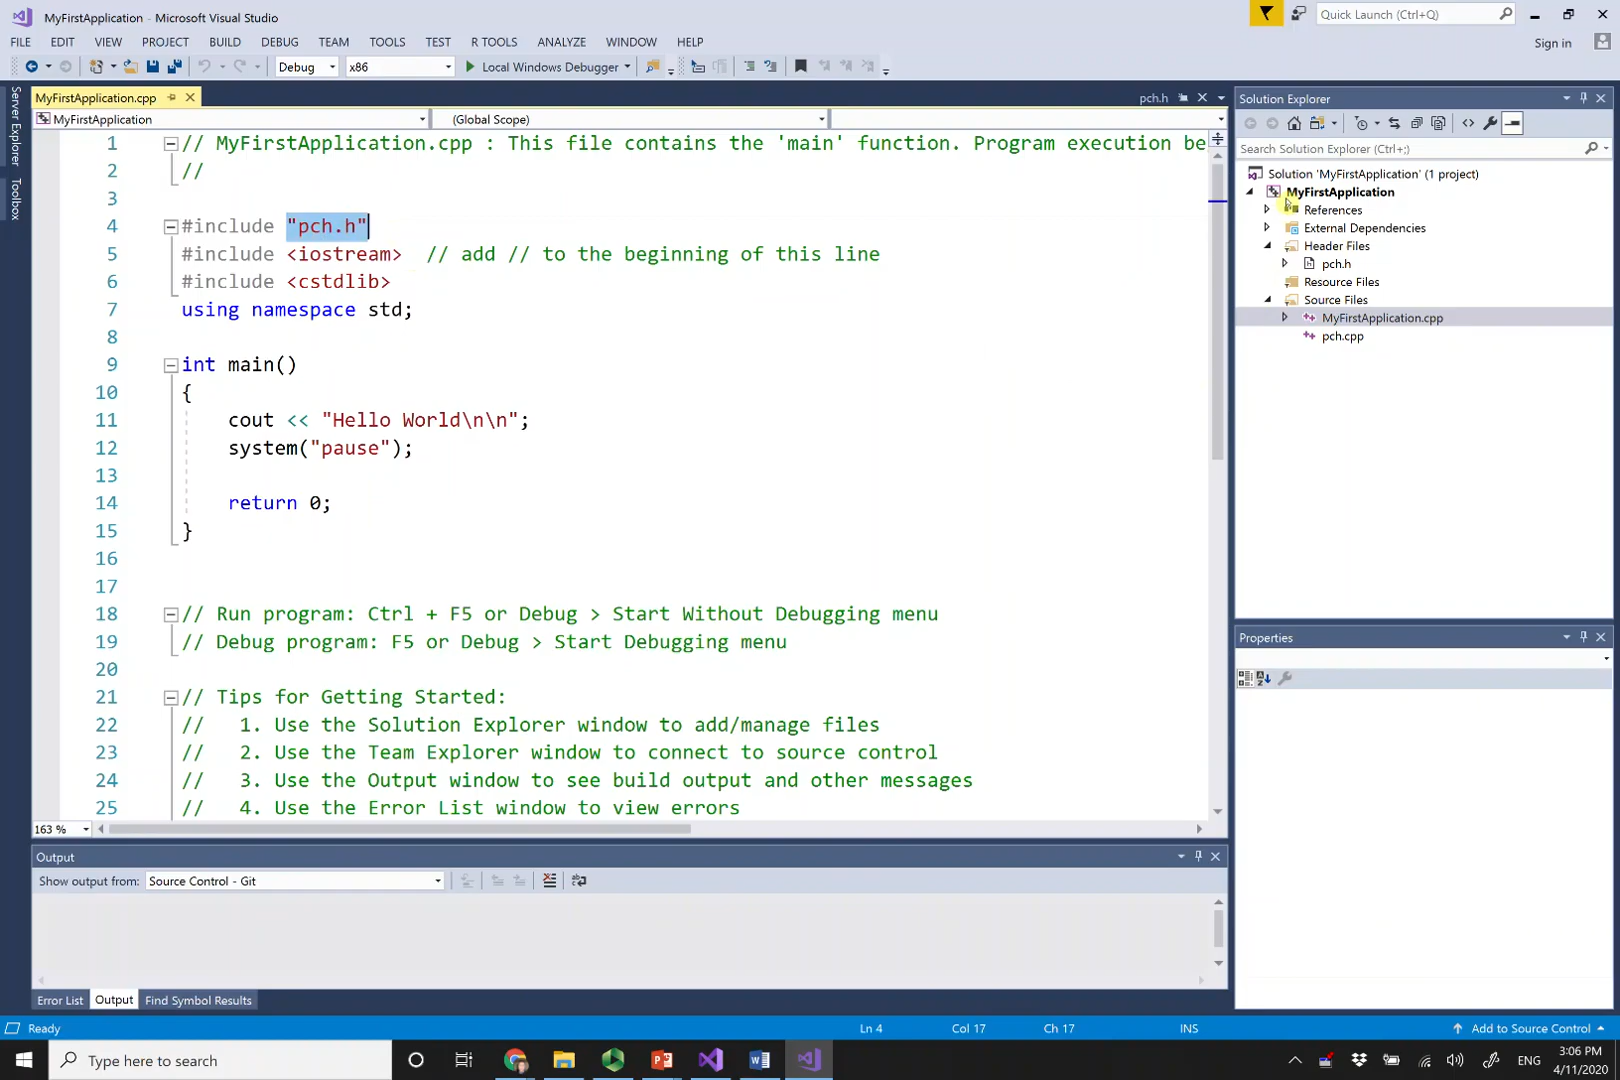 MyFirstApplication - Microsoft Visual Studio
Quick Launch (Ctrl+Q)
FILE EDIT VIEW PROJECT BUILD DEBUG TEAM TOOLS TEST R TOOLS ANALYZE WINDOW HELP
Sign in
Debug x86 Local Windows Debugger
Server Explorer
Toolbox
MyFirstApplication.cpp
pch.h
MyFirstApplication (Global Scope)
1 // MyFirstApplication.cpp : This file contains the 'main' function. Program execution be
2 //
3
4 #include "pch.h"
5 #include <iostream> // add // to the beginning of this line
6 #include <cstdlib>
7 using namespace std;
8
9 int main()
10 {
11 cout << "Hello World\n\n";
12 system("pause");
13
14 return 0;
15 }
16
17
18 // Run program: Ctrl + F5 or Debug > Start Without Debugging menu
19 // Debug program: F5 or Debug > Start Debugging menu
20
21 // Tips for Getting Started:
22 // 1. Use the Solution Explorer window to add/manage files
23 // 2. Use the Team Explorer window to connect to source control
24 // 3. Use the Output window to see build output and other messages
25 // 4. Use the Error List window to view errors
163 %
Solution Explorer
Search Solution Explorer (Ctrl+;)
Solution 'MyFirstApplication' (1 project)
MyFirstApplication
References
External Dependencies
Header Files
pch.h
Resource Files
Source Files
MyFirstApplication.cpp
pch.cpp
Properties
Output
Show output from: Source Control - Git
Error List Output Find Symbol Results
Ready Ln 4 Col 17 Ch 17 INS Add to Source Control
Type here to search
ENG
3:06 PM
4/11/2020